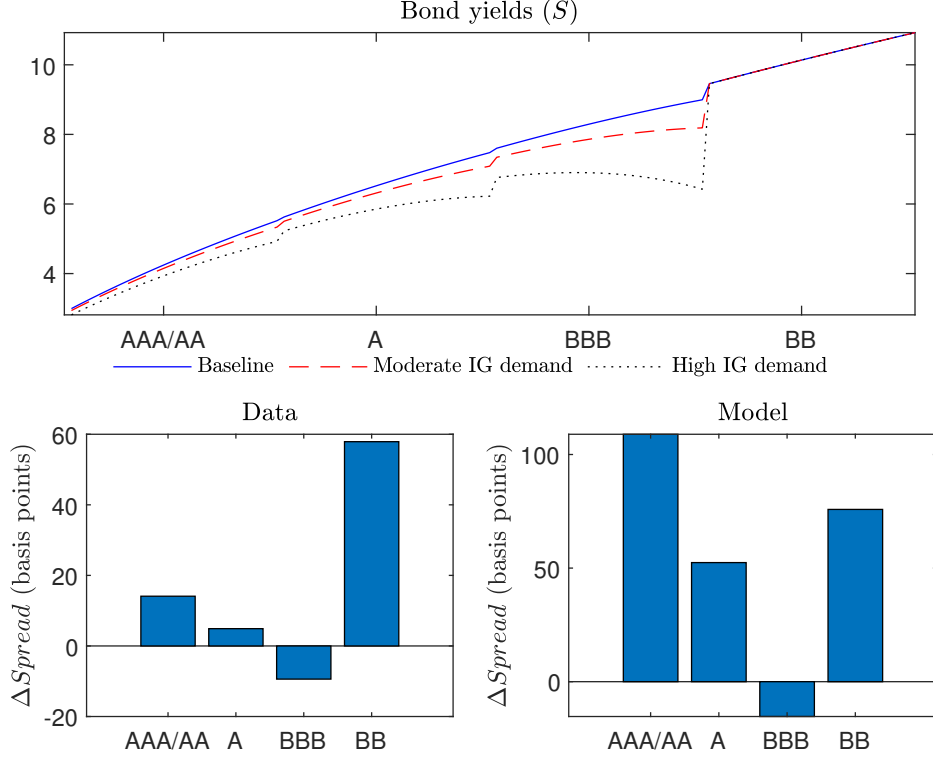 Bond yields (S)
10
8
6
4
AAA/AA A BBB BB
Baseline Moderate IG demand High IG demand
Data
ΔSpread (basis points)
60
40
20
0
-20
AAA/AA A BBB BB
Model
ΔSpread (basis points)
100
50
0
AAA/AA A BBB BB